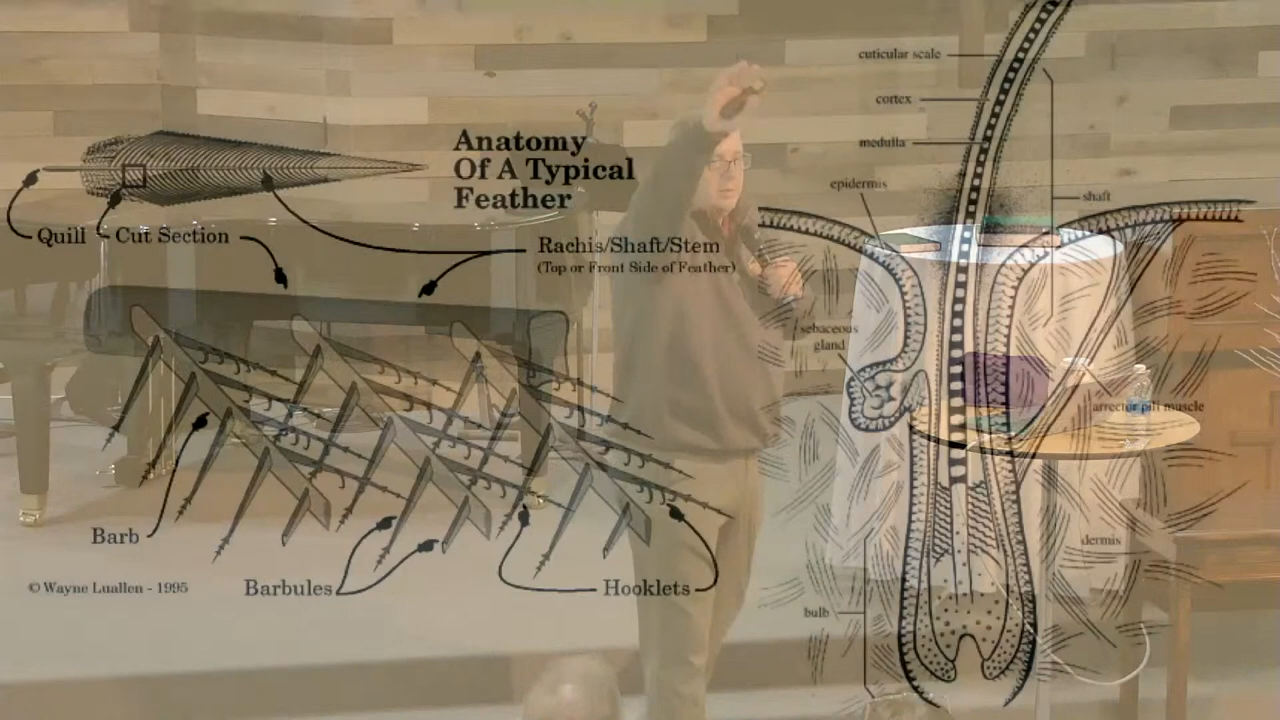 Anatomy
Of A Typical
Feather
Quill
Cut Section
Rachis/Shaft/Stem
(Top or Front Side of Feather)
Barb
Barbules
Hooklets
© Wayne Luallen - 1995
cuticular scale
cortex
medulla
epidermis
shaft
sebaceous
gland
arrector pili muscle
dermis
bulb